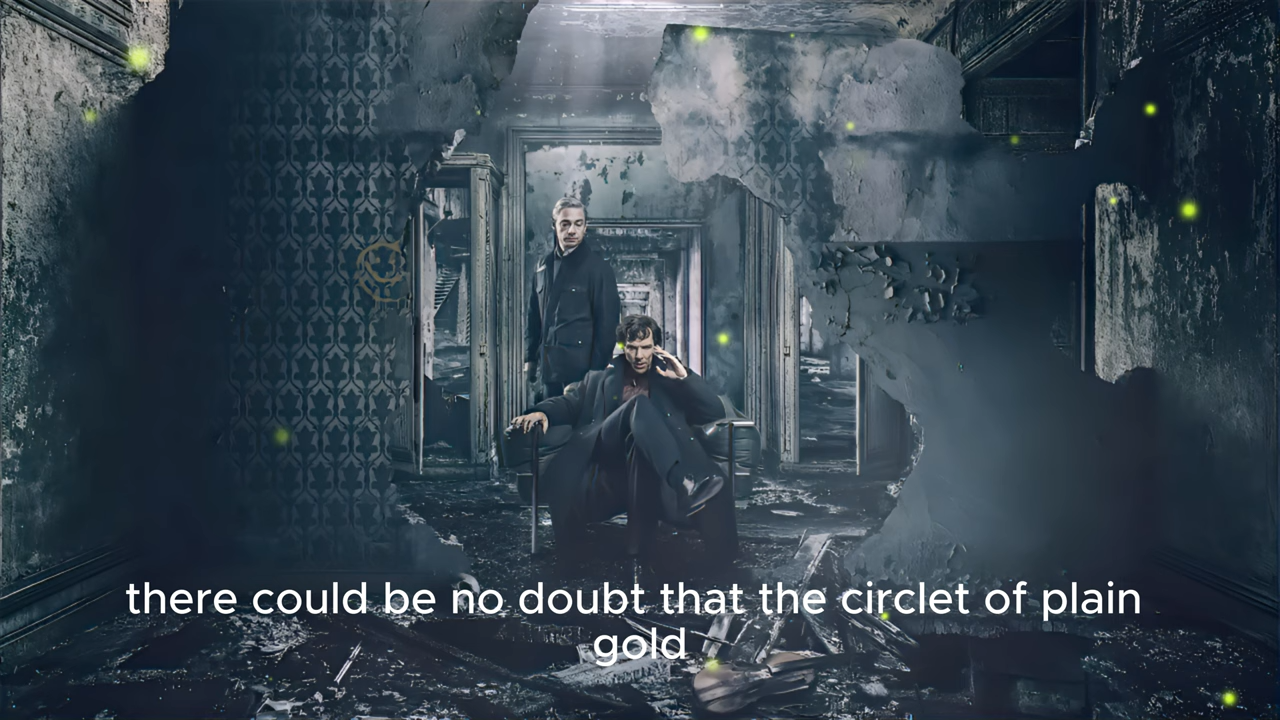 there could be no doubt that the circlet of plain
gold